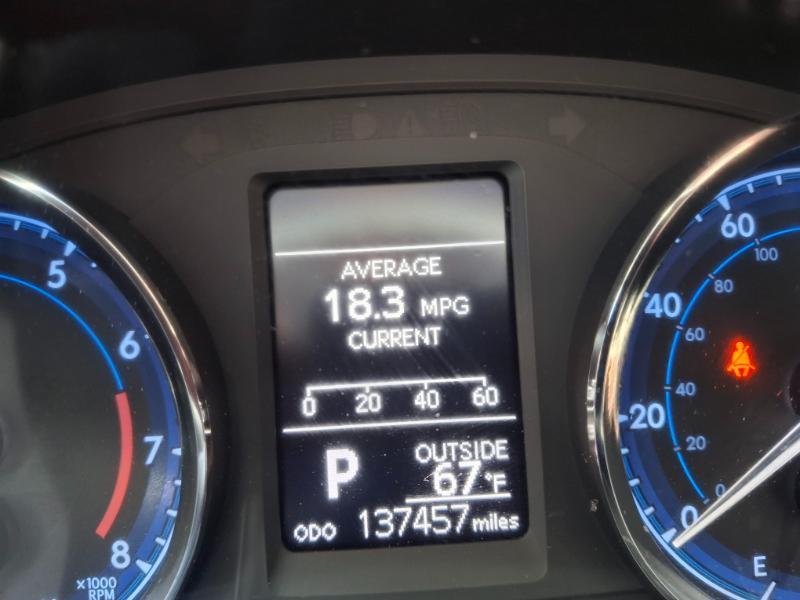 5
6
7
8
×1000
RPM
AVERAGE
18.3 MPG
CURRENT
0 20 40 60
P
OUTSIDE
67°F
ODO 137457 miles
60
40
20
0
100
80
60
40
20
0
E